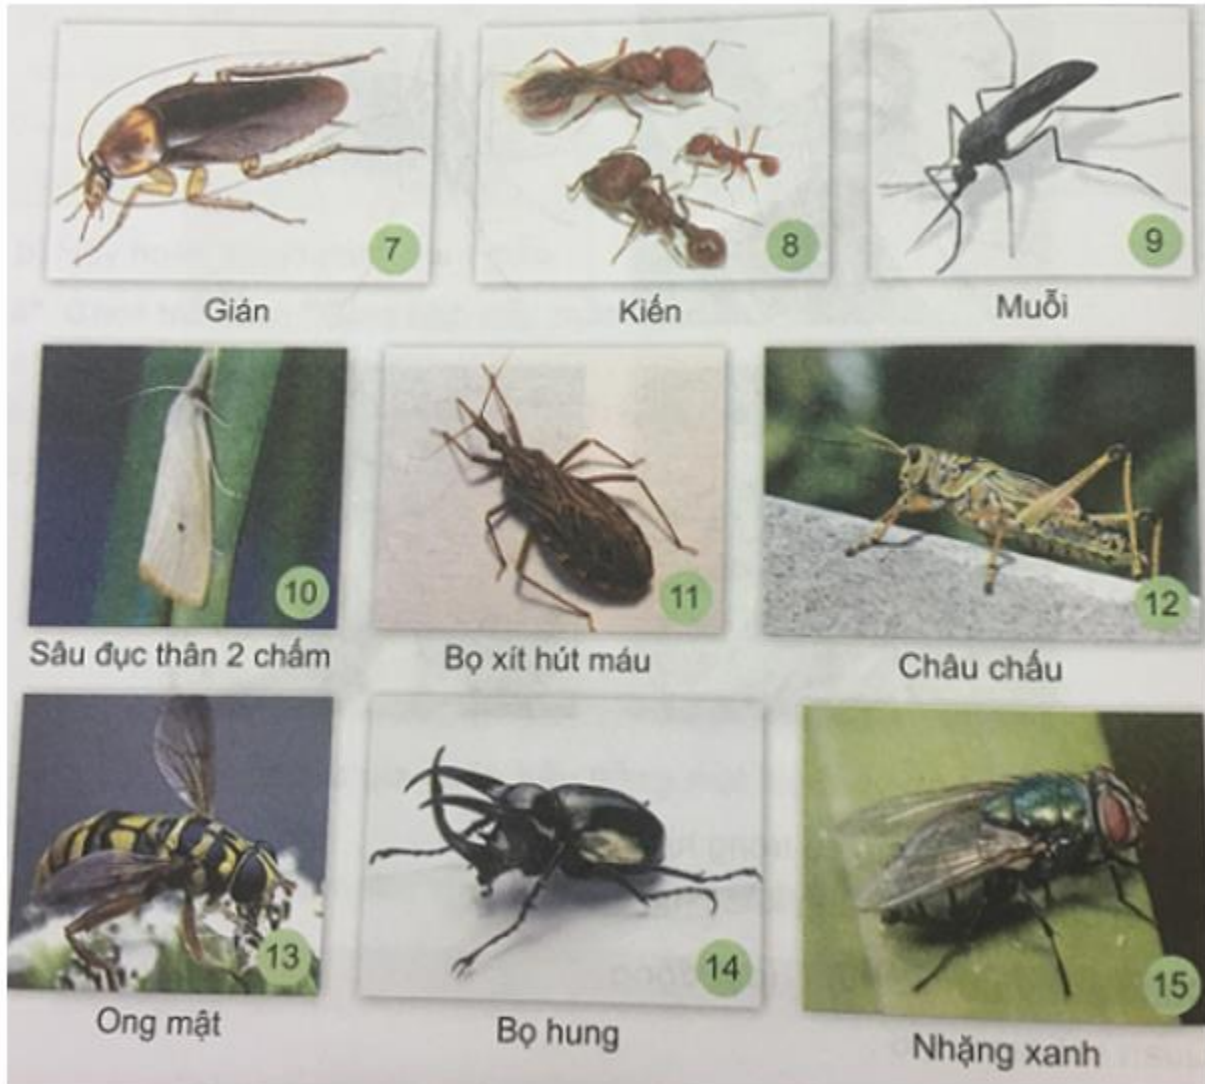 7
8
9
Gián
Kiến
Muỗi
10
11
12
Sâu đục thân 2 chấm
Bọ xít hút máu
Châu chấu
13
14
15
Ong mật
Bọ hung
Nhặng xanh